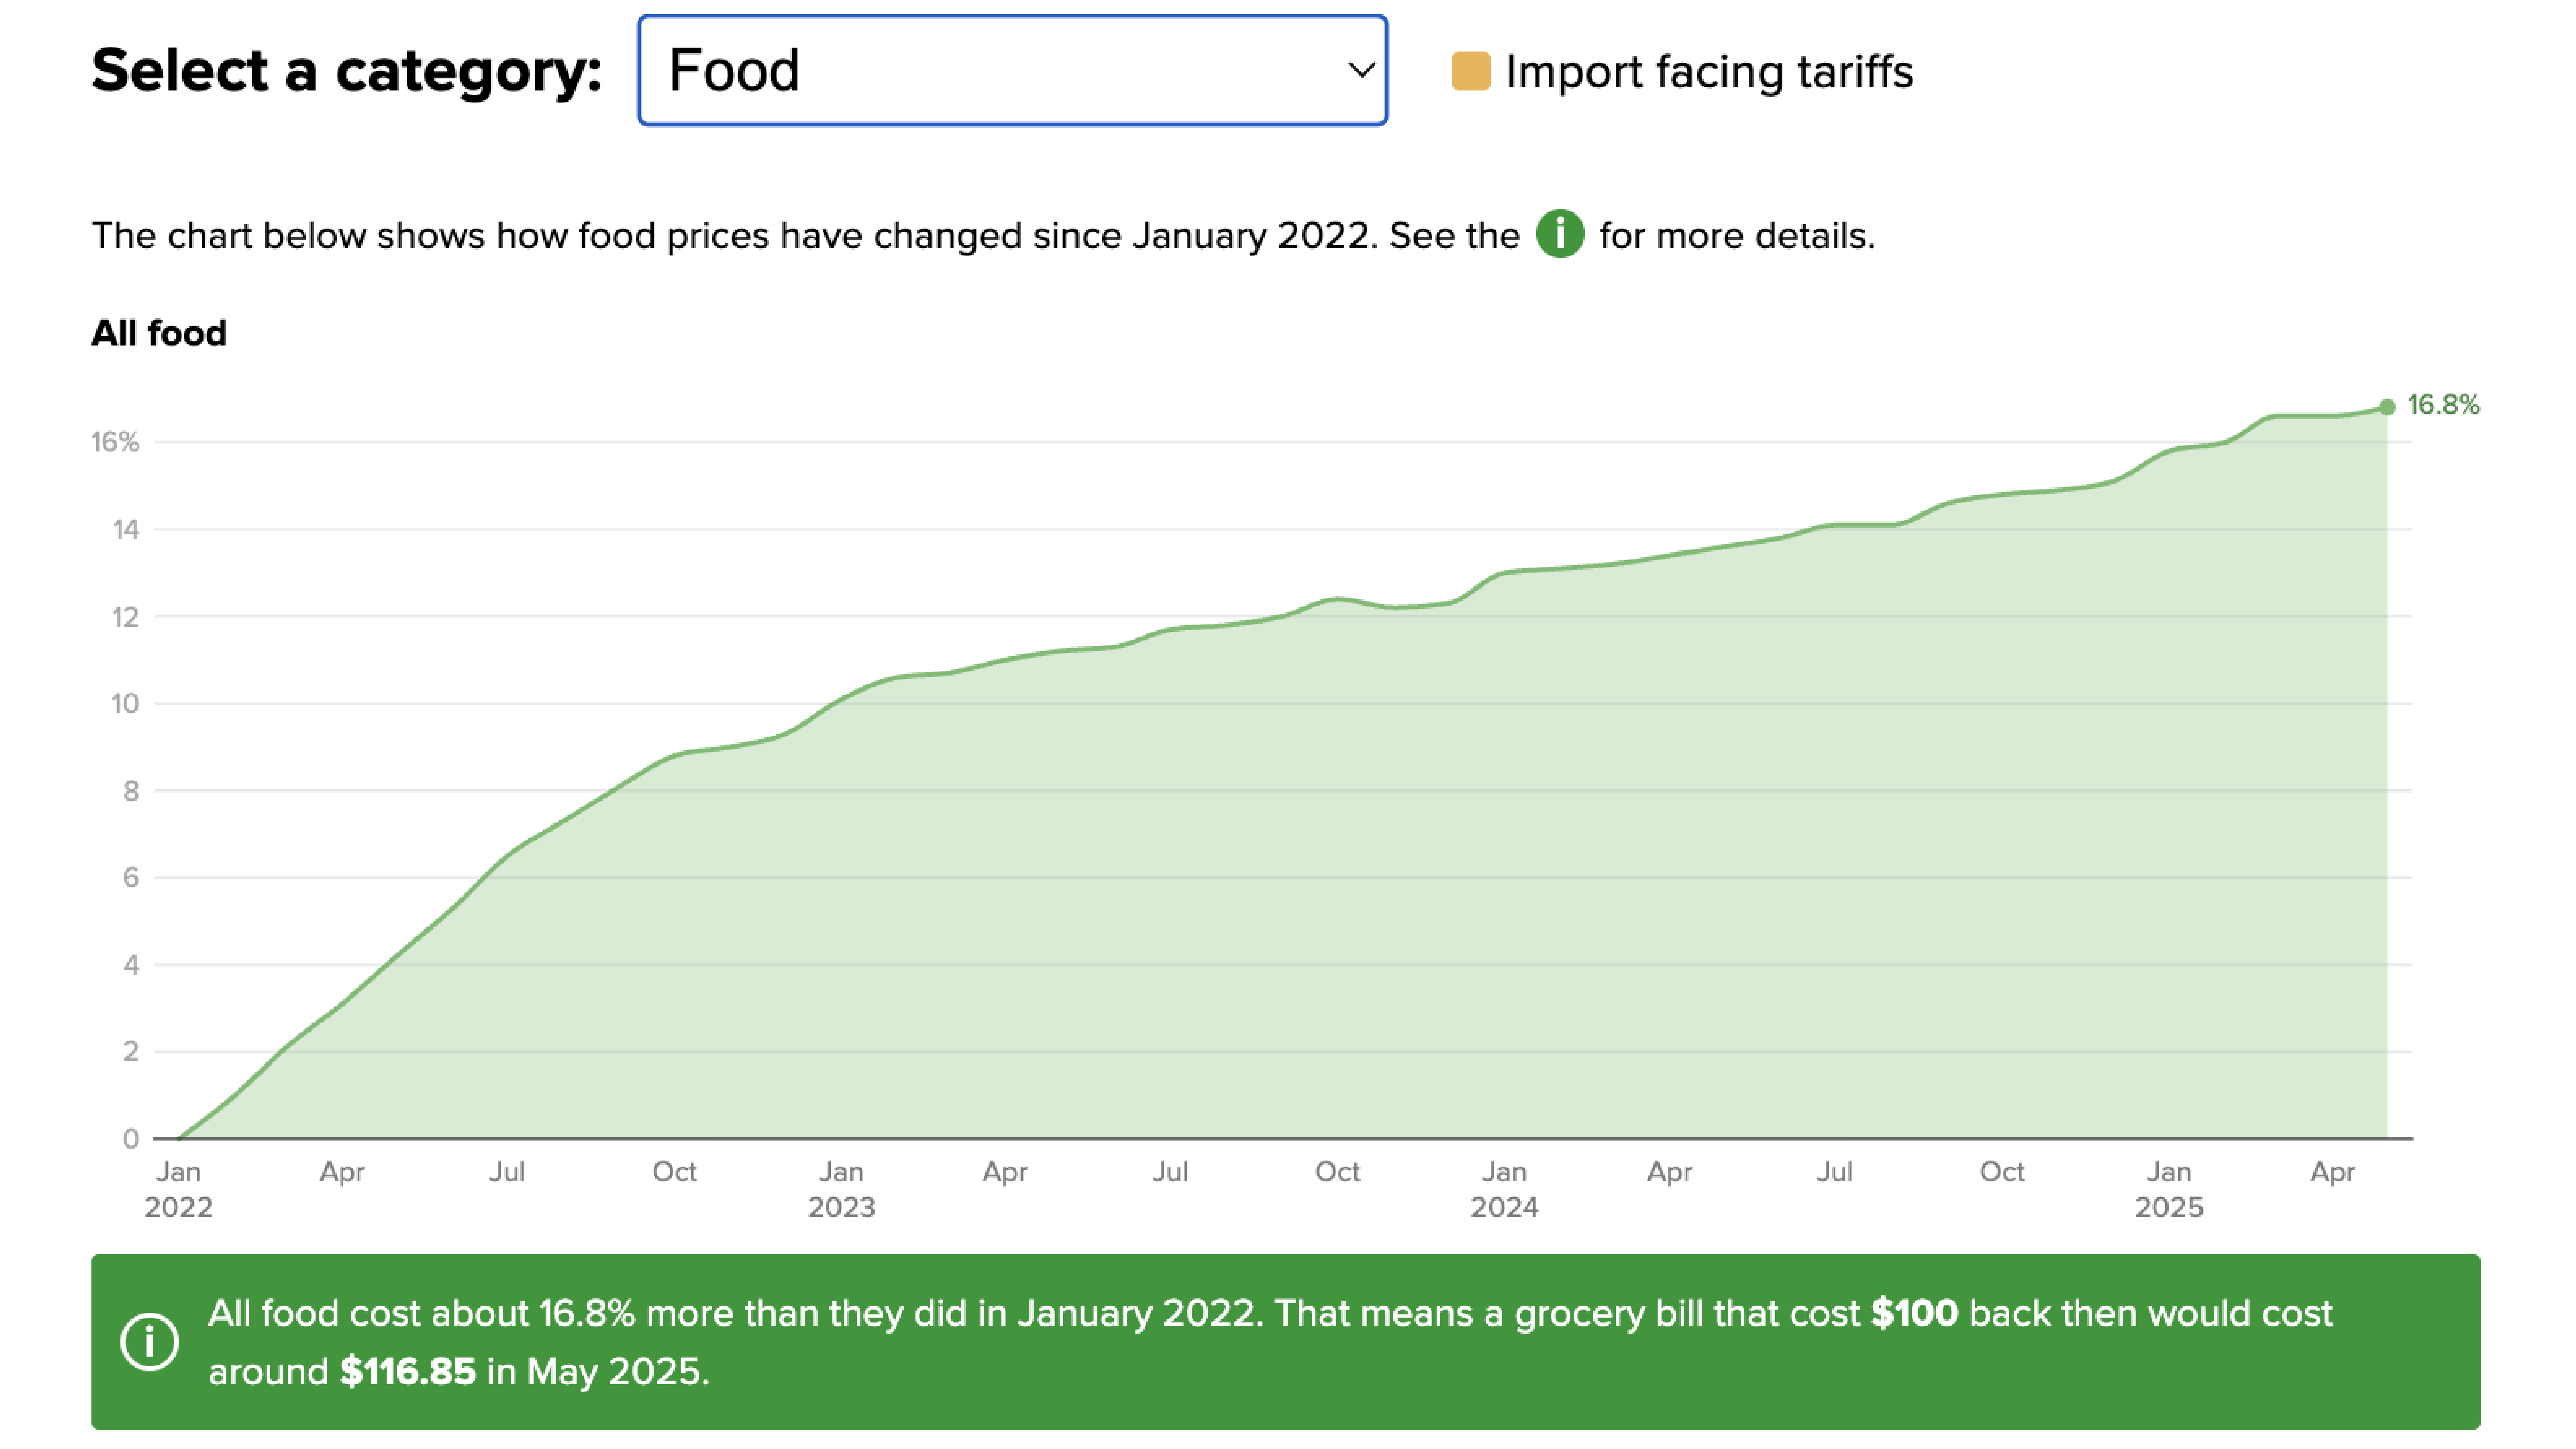 Select a category: Food Import facing tariffs
The chart below shows how food prices have changed since January 2022. See the i for more details.
All food
16.8%
16%
14
12
10
8
6
4
2
0
Jan Apr Jul Oct Jan Apr Jul Oct Jan Apr Jul Oct Jan Apr
2022 2023 2024 2025
All food cost about 16.8% more than they did in January 2022. That means a grocery bill that cost $100 back then would cost
around $116.85 in May 2025.